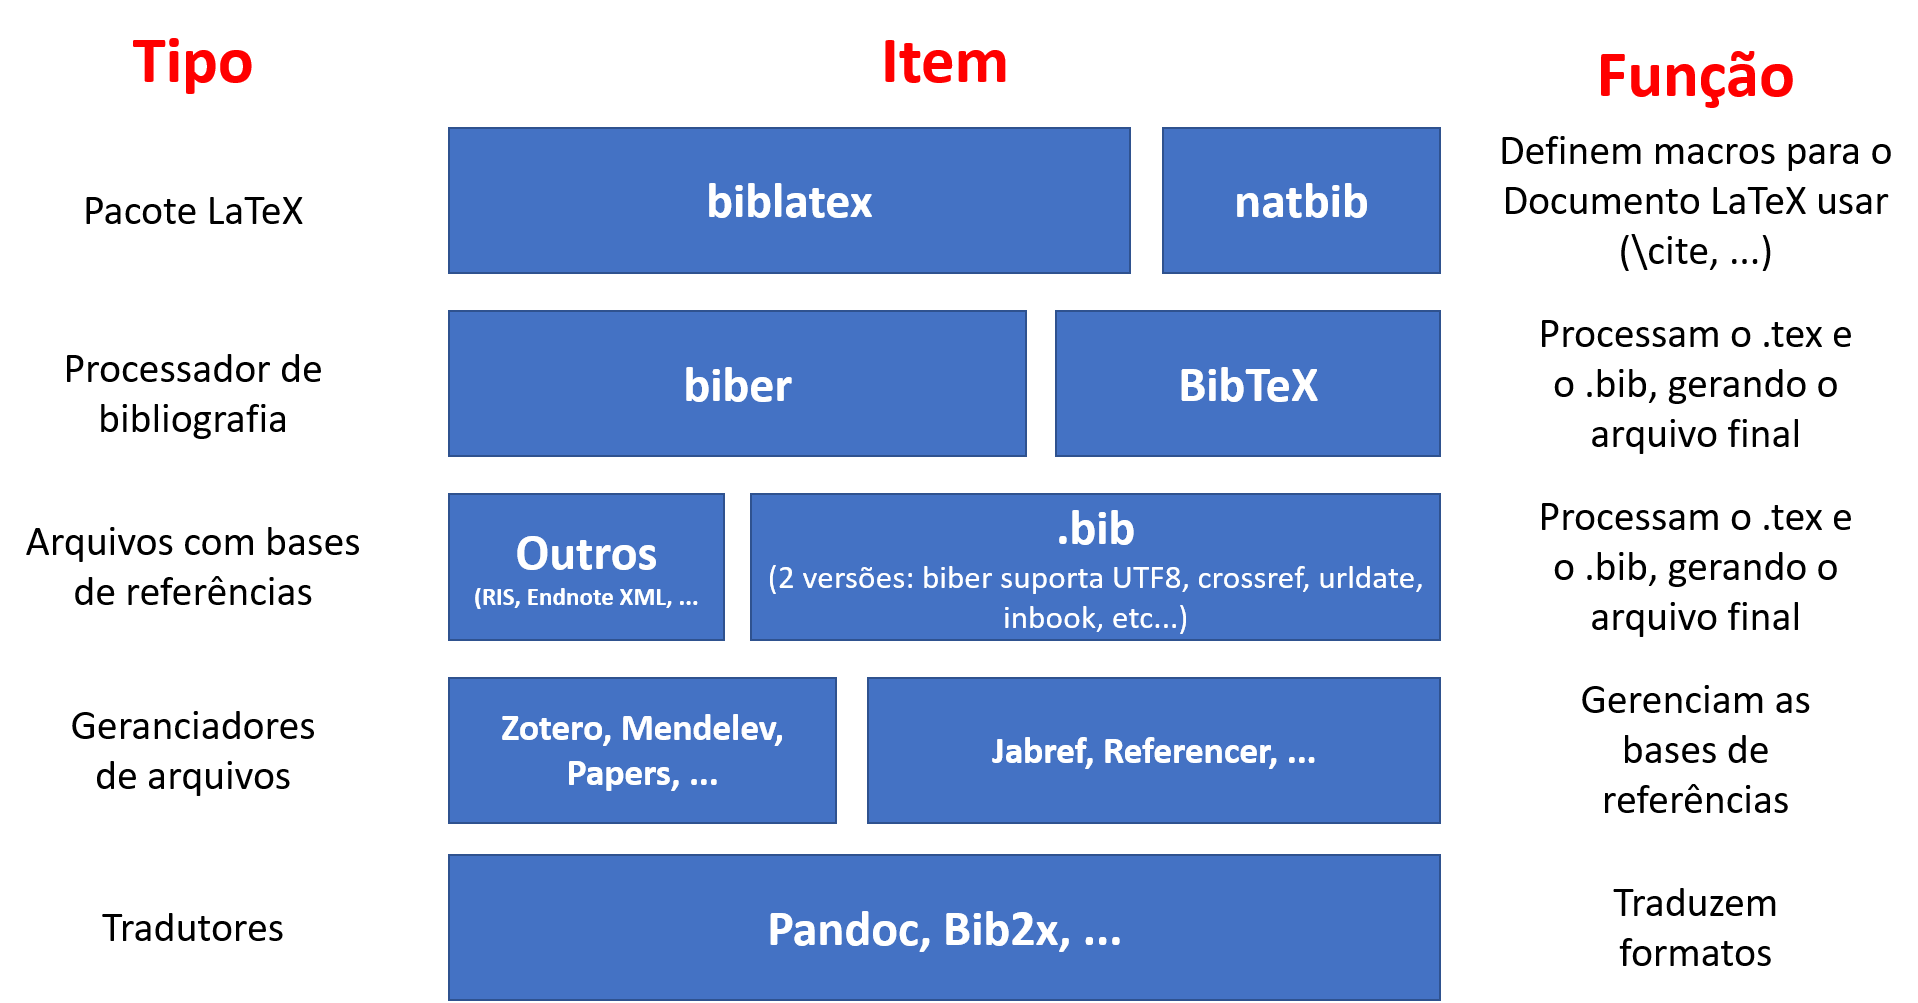 Tipo
Item
Função
Pacote LaTeX
biblatex
natbib
Definem macros para o
Documento LaTeX usar
(\cite, ...)
Processador de
bibliografia
biber
BibTeX
Processam o .tex e
o .bib, gerando o
arquivo final
Arquivos com bases
de referências
Outros
(RIS, Endnote XML, ...
.bib
(2 versões: biber suporta UTF8, crossref, urldate,
inbook, etc...)
Processam o .tex e
o .bib, gerando o
arquivo final
Geranciadores
de arquivos
Zotero, Mendelev,
Papers, ...
Jabref, Referencer, ...
Gerenciam as
bases de
referências
Tradutores
Pandoc, Bib2x, ...
Traduzem
formatos